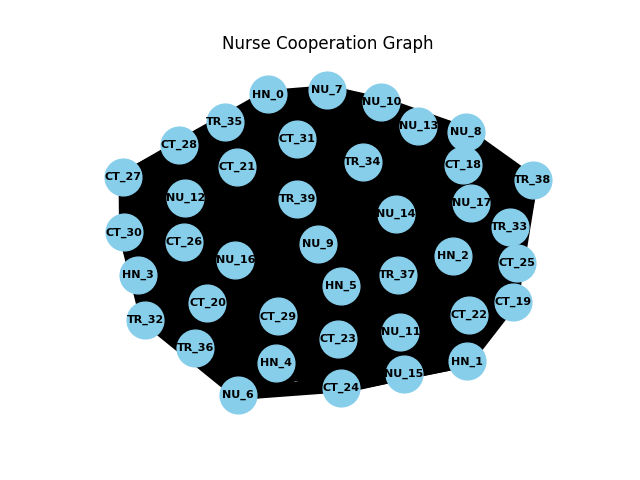 Nurse Cooperation Graph
NU_7
HN_0
NU_10
TR_35
NU_13
NU_8
CT_31
CT_28
TR_34
CT_18
CT_21
CT_27
TR_38
NU_12
TR_39
NU_17
NU_14
TR_33
CT_30
CT_26
NU_9
HN_2
NU_16
CT_25
HN_3
TR_37
HN_5
CT_20
CT_19
CT_29
CT_22
TR_32
NU_11
CT_23
TR_36
HN_4
HN_1
NU_15
CT_24
NU_6